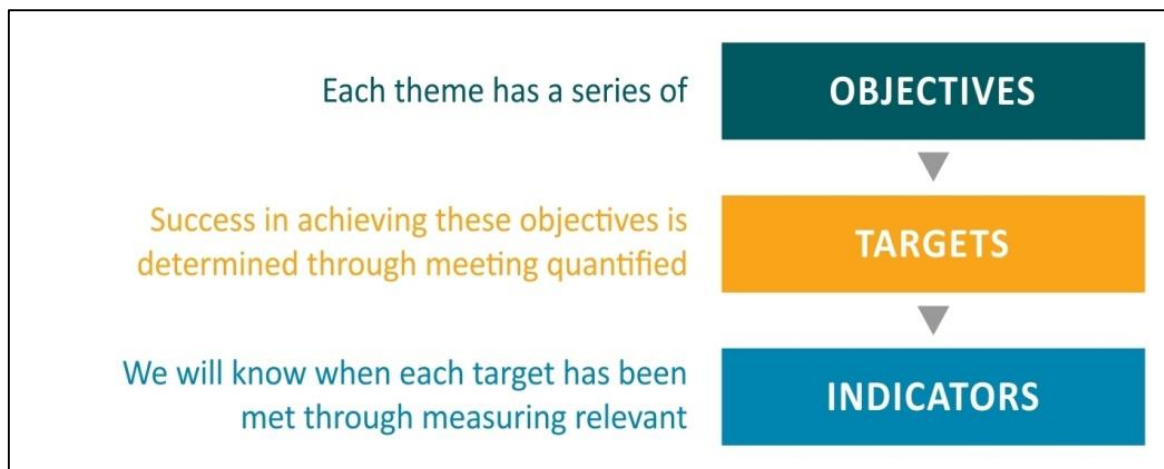 Each theme has a series of
OBJECTIVES
Success in achieving these objectives is
determined through meeting quantified
TARGETS
We will know when each target has been
met through measuring relevant
INDICATORS